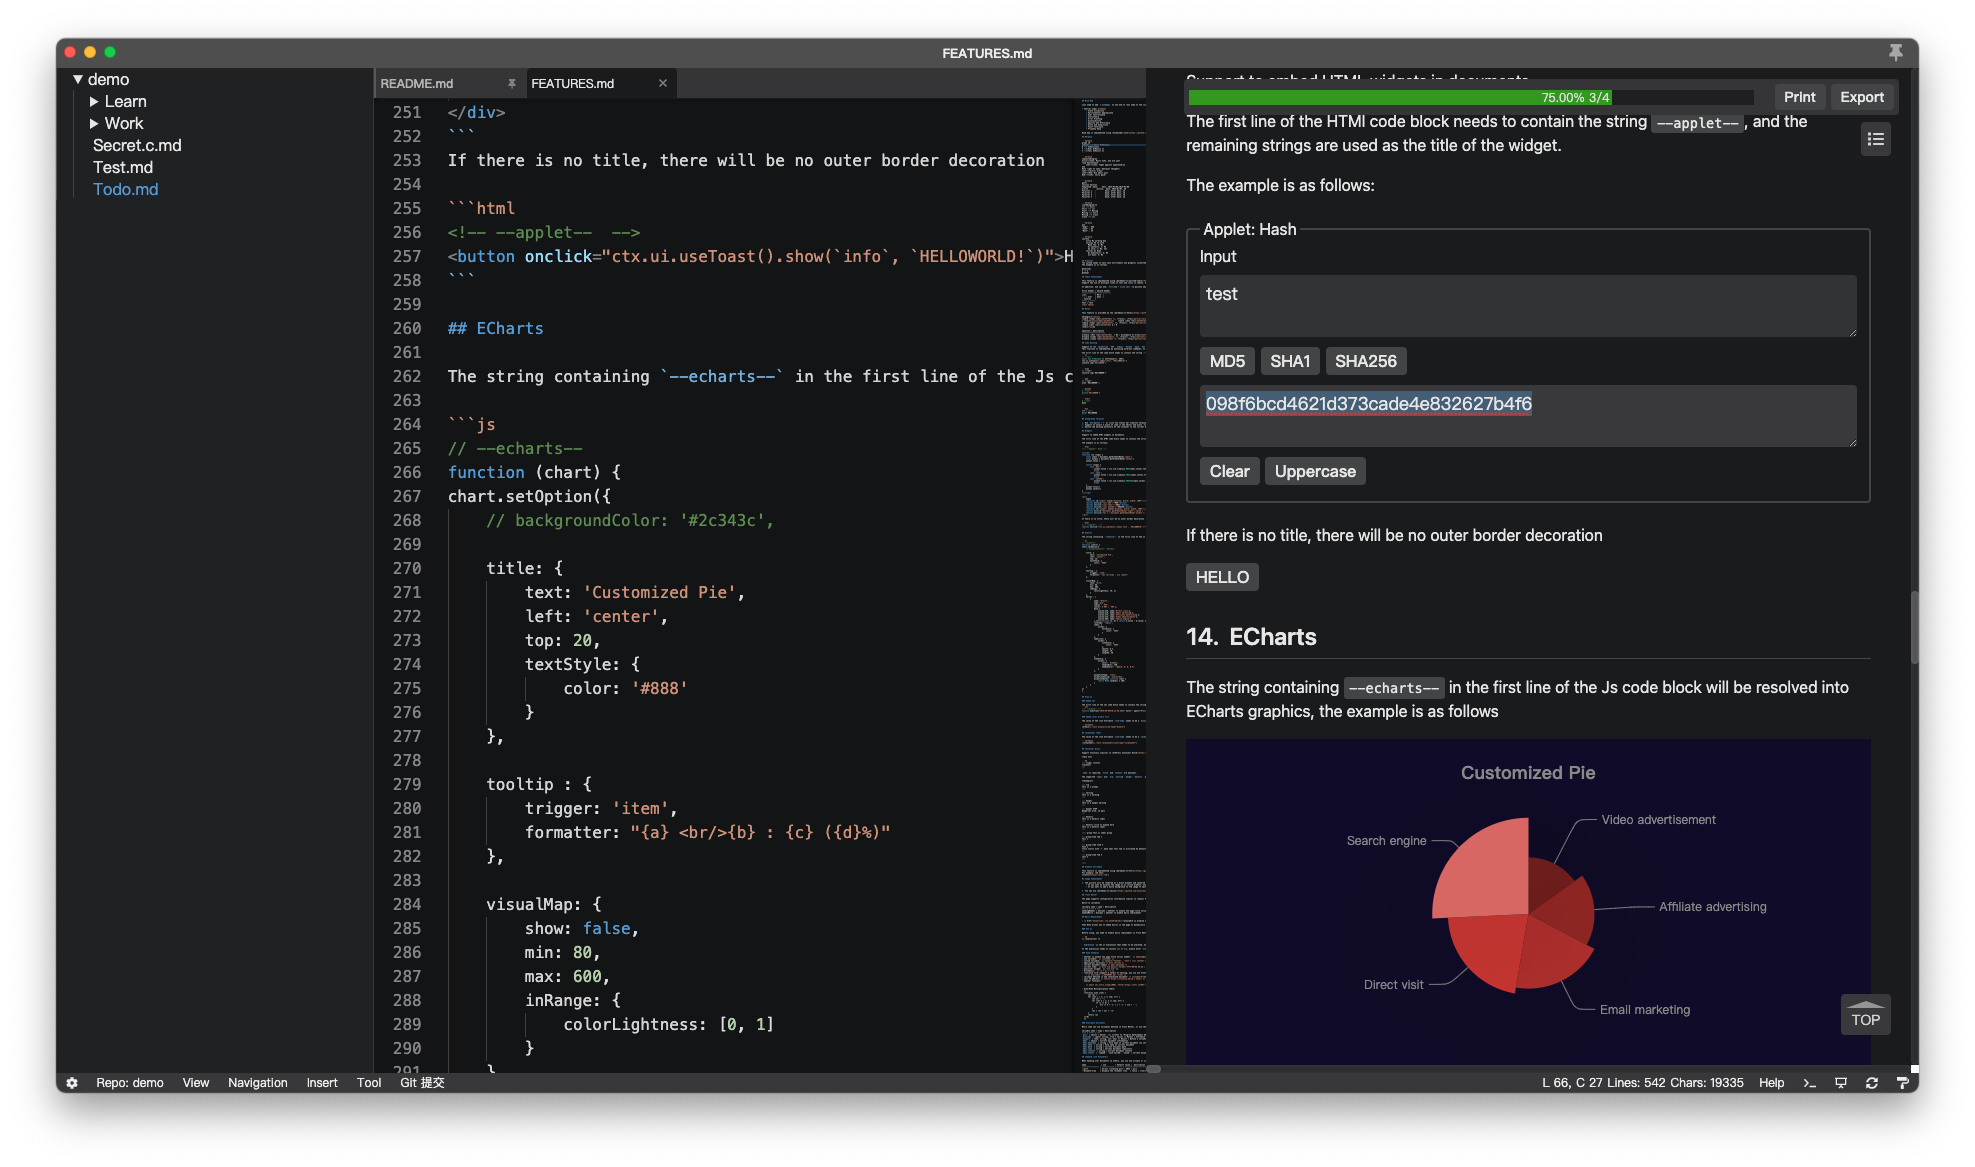 FEATURES.md
demo
Learn
Work
Secret.c.md
Test.md
Todo.md
README.md
FEATURES.md
251 </div>
252 ```
253 If there is no title, there will be no outer border decoration
254
255 ```html
256 <!-- --applet--  -->
257 <button onclick="ctx.ui.useToast().show(`info`, `HELLOWORLD!`)">H
258 ```
259
260 ## ECharts
261
262 The string containing `--echarts--` in the first line of the Js c
263
264 ```js
265 // --echarts--
266 function (chart) {
267 chart.setOption({
268     // backgroundColor: '#2c343c',
269
270     title: {
271         text: 'Customized Pie',
272         left: 'center',
273         top: 20,
274         textStyle: {
275             color: '#888'
276         }
277     },
278
279     tooltip : {
280         trigger: 'item',
281         formatter: "{a} <br/>{b} : {c} ({d}%)"
282     },
283
284     visualMap: {
285         show: false,
286         min: 80,
287         max: 600,
288         inRange: {
289             colorLightness: [0, 1]
290         }
291     }
Support to embed HTML widgets in documents
75.00% 3/4
Print Export
The first line of the HTMl code block needs to contain the string --applet-- , and the
remaining strings are used as the title of the widget.
The example is as follows:
Applet: Hash
Input
test
MD5 SHA1 SHA256
098f6bcd4621d373cade4e832627b4f6
Clear Uppercase
If there is no title, there will be no outer border decoration
HELLO
14. ECharts
The string containing --echarts-- in the first line of the Js code block will be resolved into
ECharts graphics, the example is as follows
Customized Pie
Video advertisement
Search engine
Affiliate advertising
Direct visit
Email marketing
TOP
Repo: demo View Navigation Insert Tool Git 提交
L 66, C 27 Lines: 542 Chars: 19335 Help